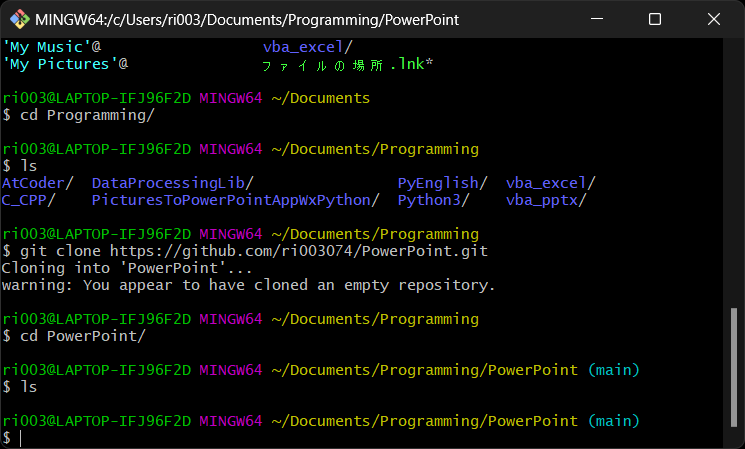 MINGW64:/c/Users/ri003/Documents/Programming/PowerPoint
'My Music'@ vba_excel/
'My Pictures'@ ファイルの場所.lnk*
ri003@LAPTOP-IFJ96F2D MINGW64 ~/Documents
$ cd Programming/
ri003@LAPTOP-IFJ96F2D MINGW64 ~/Documents/Programming
$ ls
AtCoder/ DataProcessingLib/ PyEnglish/ vba_excel/
C_CPP/ PicturesToPowerPointAppWxPython/ Python3/ vba_pptx/
ri003@LAPTOP-IFJ96F2D MINGW64 ~/Documents/Programming
$ git clone https://github.com/ri003074/PowerPoint.git
Cloning into 'PowerPoint'...
warning: You appear to have cloned an empty repository.
ri003@LAPTOP-IFJ96F2D MINGW64 ~/Documents/Programming
$ cd PowerPoint/
ri003@LAPTOP-IFJ96F2D MINGW64 ~/Documents/Programming/PowerPoint (main)
$ ls
ri003@LAPTOP-IFJ96F2D MINGW64 ~/Documents/Programming/PowerPoint (main)
$